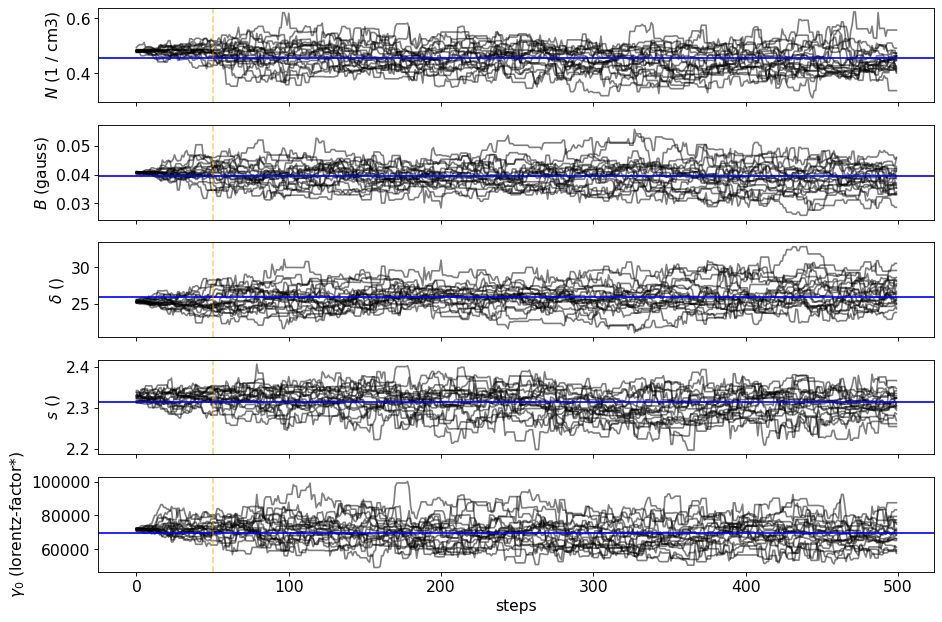 N (1 / cm3)
0.6
0.4
B (gauss)
0.05
0.04
0.03
δ ()
30
25
s ()
2.4
2.3
2.2
γ₀ (lorentz-factor*)
100000
80000
60000
0 100 200 300 400 500
steps